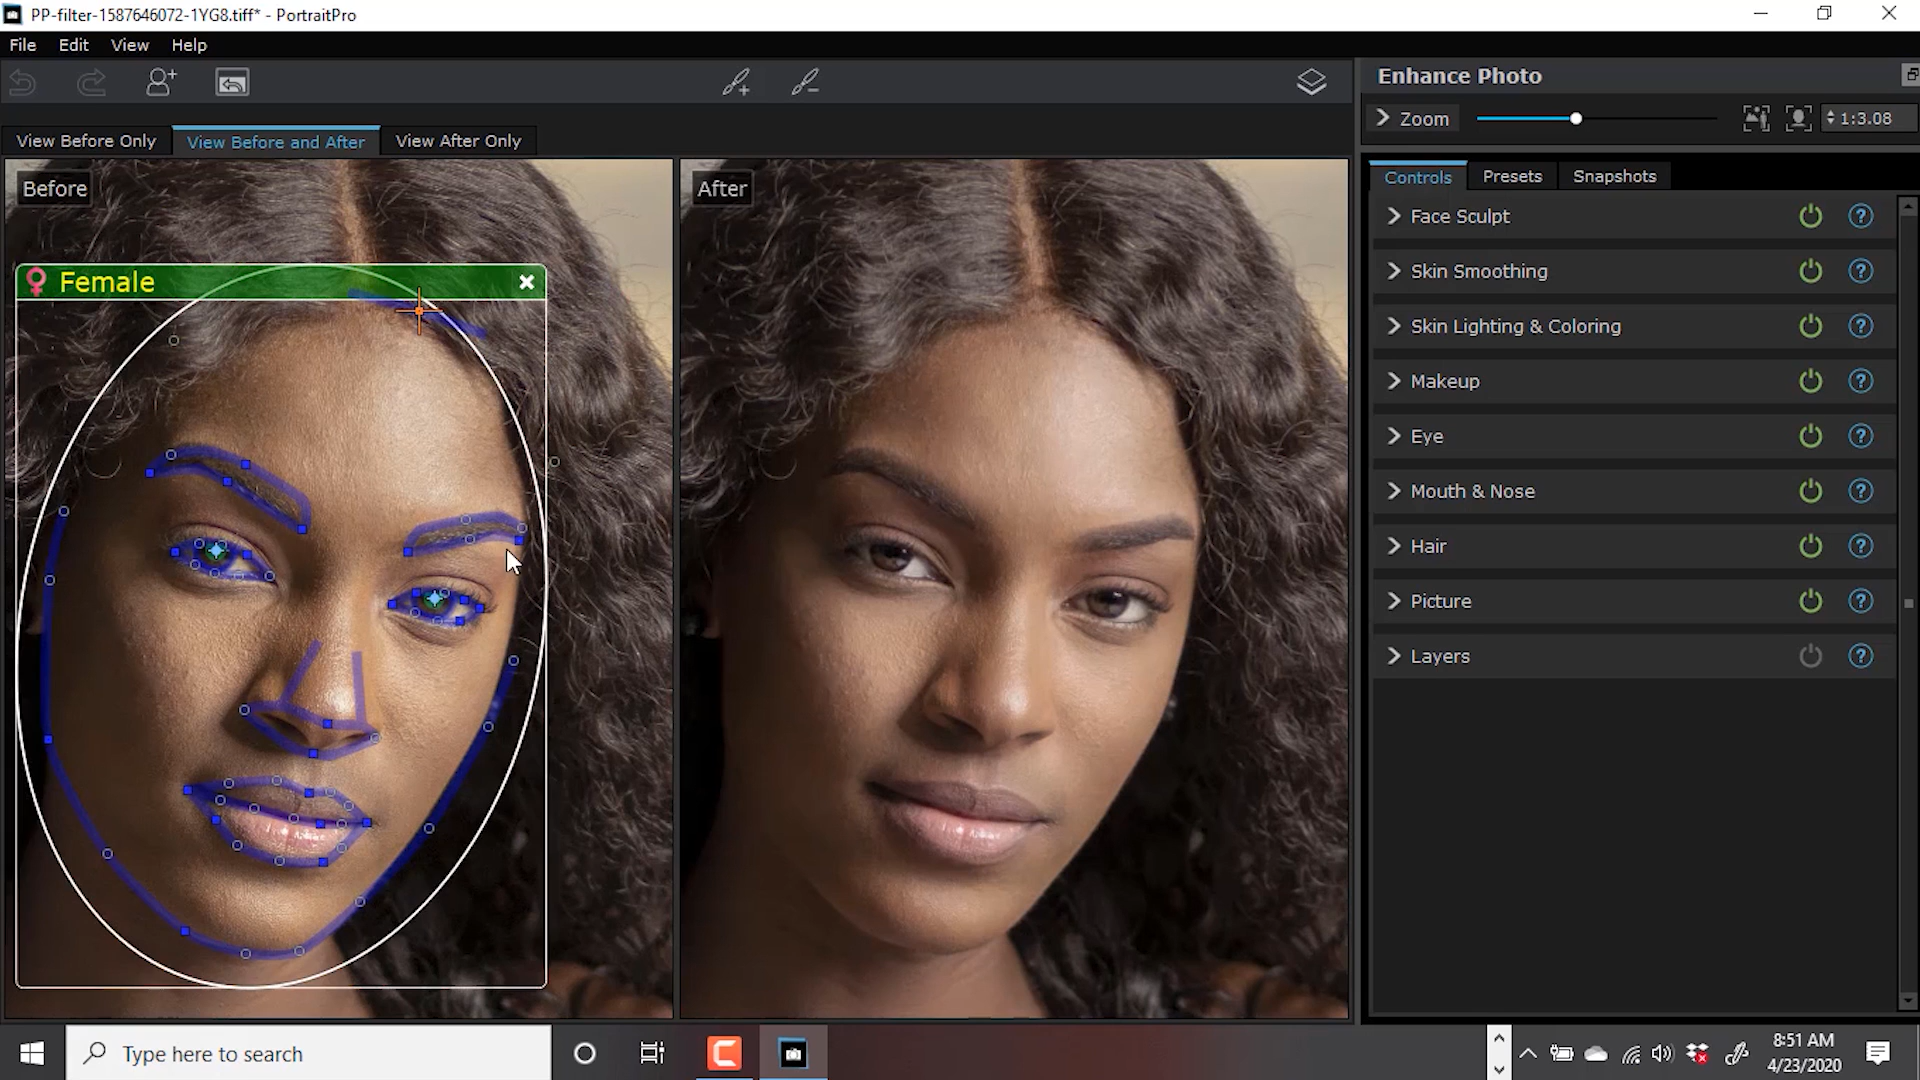 PP-filter-1587646072-1YG8.tiff* - PortraitPro
File Edit View Help
Enhance Photo
Zoom
1:3.08
View Before Only
View Before and After
View After Only
Controls
Presets
Snapshots
Before
After
Female
Face Sculpt
Skin Smoothing
Skin Lighting & Coloring
Makeup
Eye
Mouth & Nose
Hair
Picture
Layers
Type here to search
8:51 AM
4/23/2020